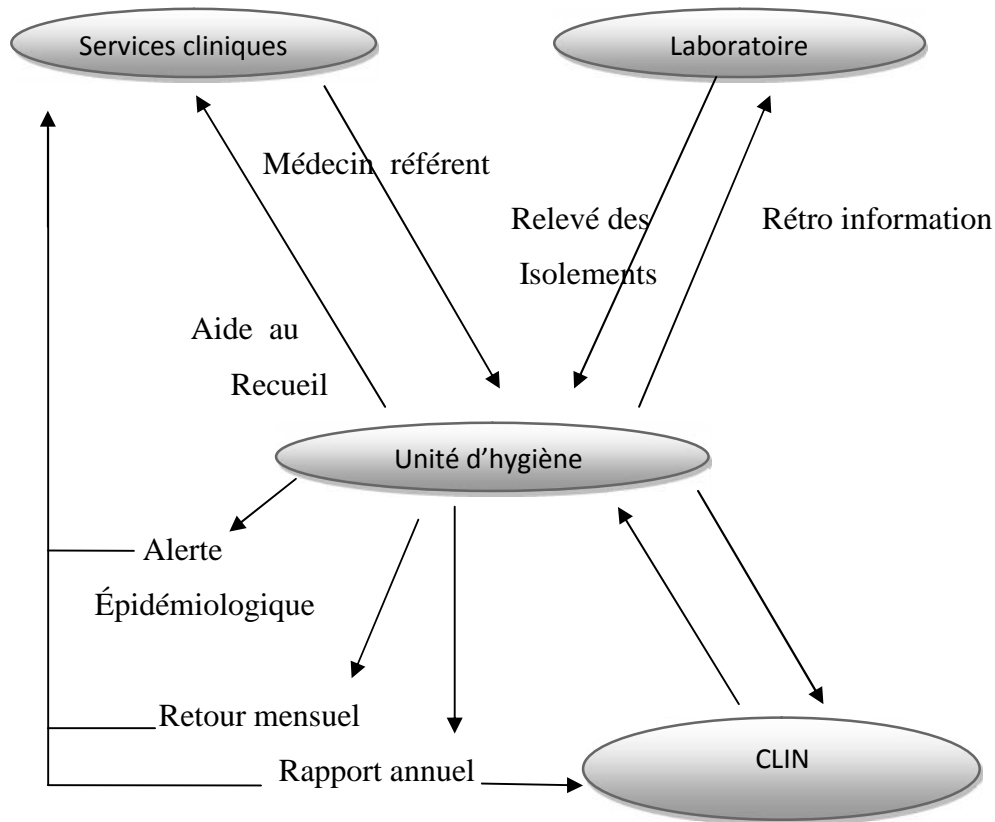 Services cliniques
Laboratoire
Médecin référent
Relevé des
Isolements
Rétro information
Aide au
Recueil
Unité d’hygiène
Alerte
Épidémiologique
Retour mensuel
Rapport annuel
CLIN